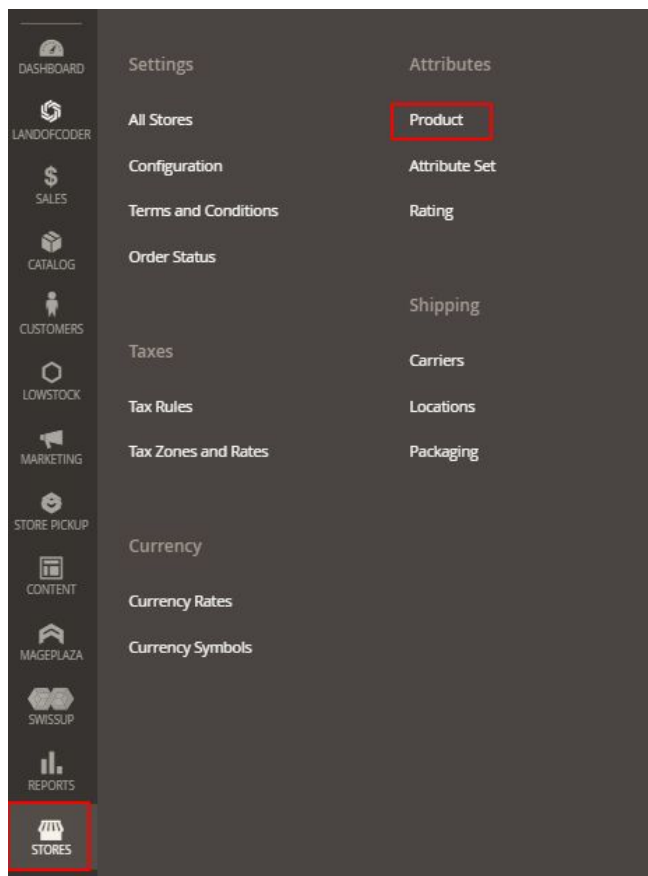 DASHBOARD
LANDOFCODER
SALES
CATALOG
CUSTOMERS
LOWSTOCK
MARKETING
STORE PICKUP
CONTENT
MAGEPLAZA
SWISSUP
REPORTS
STORES
Settings
All Stores
Configuration
Terms and Conditions
Order Status
Taxes
Tax Rules
Tax Zones and Rates
Currency
Currency Rates
Currency Symbols
Attributes
Product
Attribute Set
Rating
Shipping
Carriers
Locations
Packaging